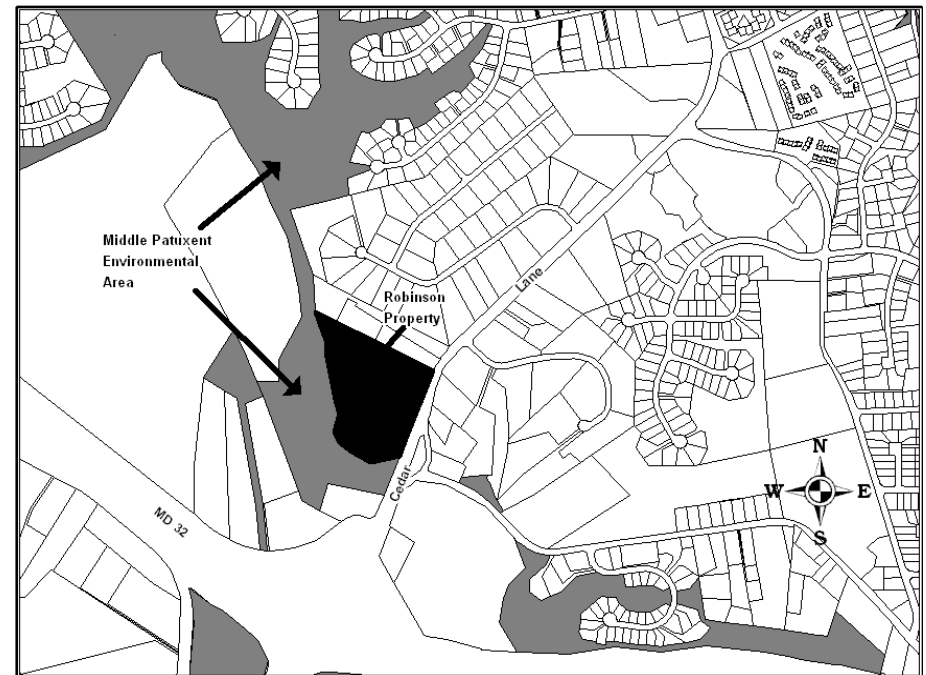 Middle Patuxent
Environmental
Area
Robinson
Property
Lane
Cedar
MD 32
N
W E
S